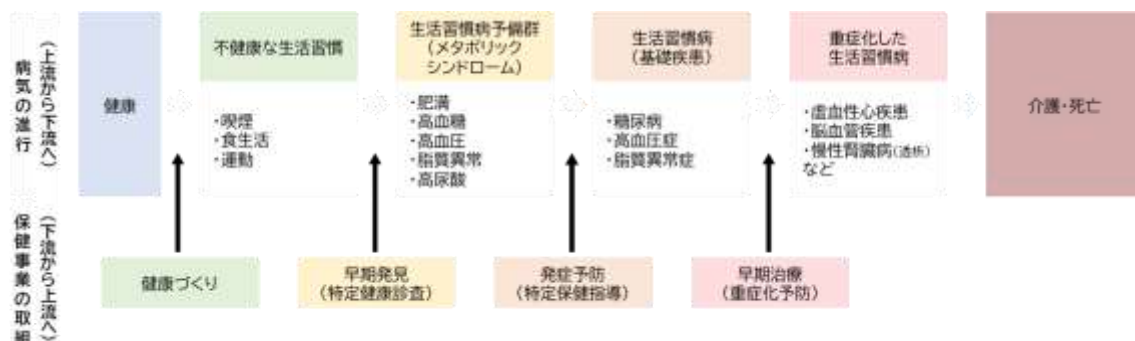 病気の進行
（上流から下流へ）
健康
不健康な生活習慣
・喫煙
・食生活
・運動
生活習慣病予備群
（メタボリック
シンドローム）
・肥満
・高血糖
・高血圧
・脂質異常
・高尿酸
生活習慣病
（基礎疾患）
・糖尿病
・高血圧症
・脂質異常症
重症化した
生活習慣病
・虚血性心疾患
・脳血管疾患
・慢性腎臓病（透析）
など
介護・死亡
保健事業の取組
（下流から上流へ）
健康づくり
早期発見
（特定健康診査）
発症予防
（特定保健指導）
早期治療
（重症化予防）